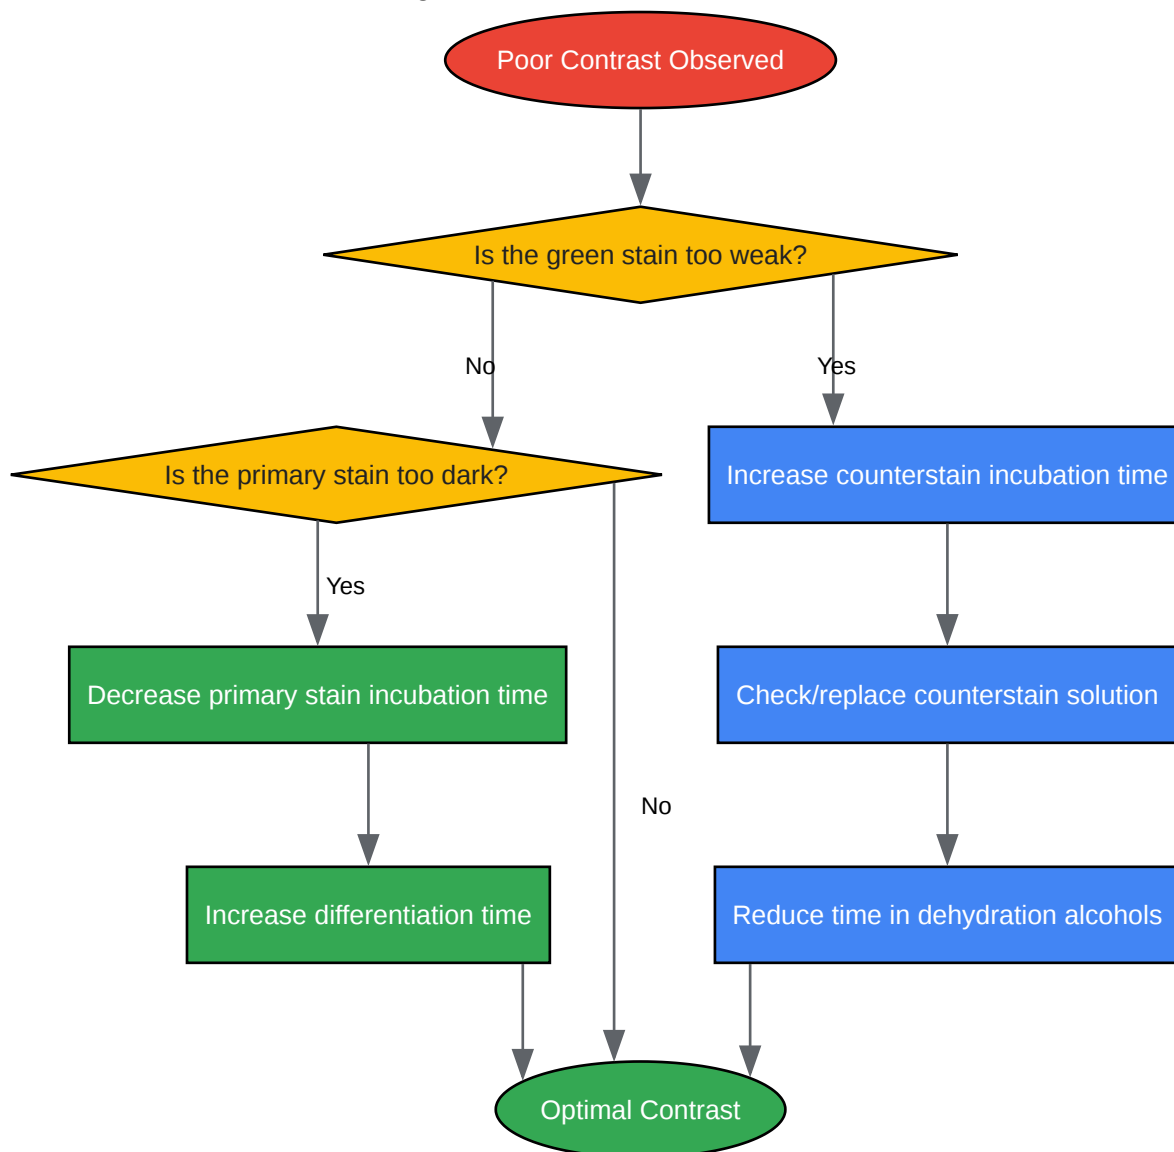 Poor Contrast Observed
Is the green stain too weak?
No
Yes
Is the primary stain too dark?
Increase counterstain incubation time
Yes
Decrease primary stain incubation time
Check/replace counterstain solution
No
Increase differentiation time
Reduce time in dehydration alcohols
Optimal Contrast